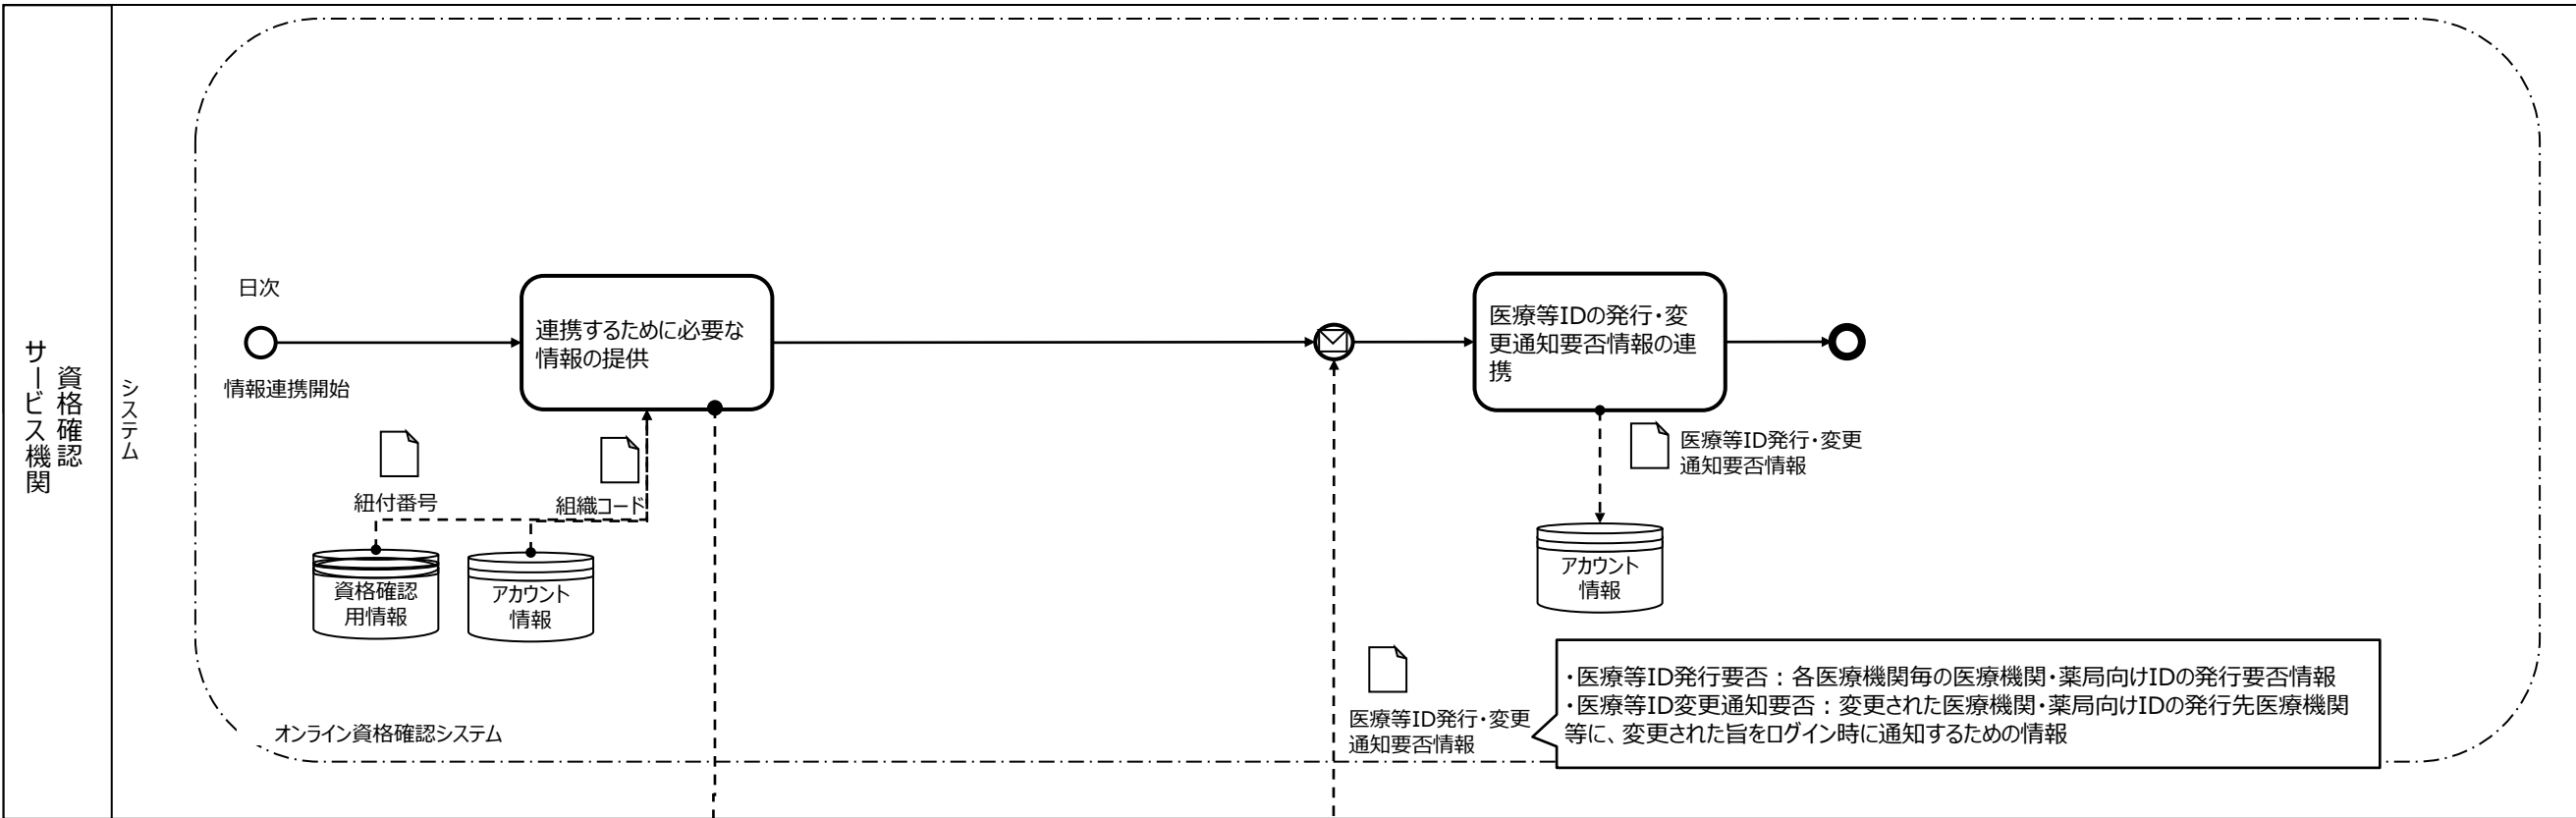 資格確認
サービス機関
システム
日次
情報連携開始
連携するために必要な
情報の提供
紐付番号
組織コード
資格確認
用情報
アカウント
情報
オンライン資格確認システム
医療等IDの発行・変
更通知要否情報の連
携
医療等ID発行・変更
通知要否情報
アカウント
情報
医療等ID発行・変更
通知要否情報
・医療等ID発行要否：各医療機関毎の医療機関・薬局向けIDの発行要否情報
・医療等ID変更通知要否：変更された医療機関・薬局向けIDの発行先医療機関
等に、変更された旨をログイン時に通知するための情報